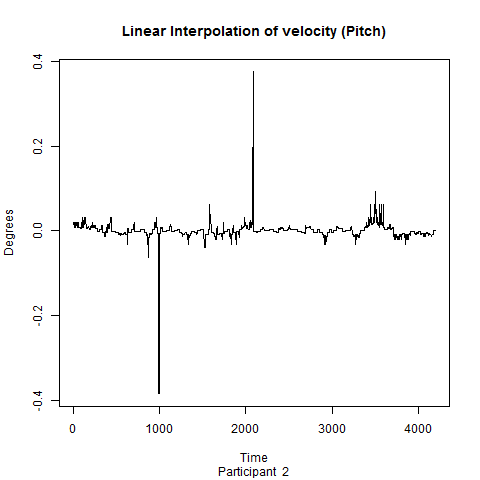 Linear Interpolation of velocity (Pitch)
0.4
0.2
0.0
-0.2
-0.4
Degrees
0 1000 2000 3000 4000
Time
Participant 2